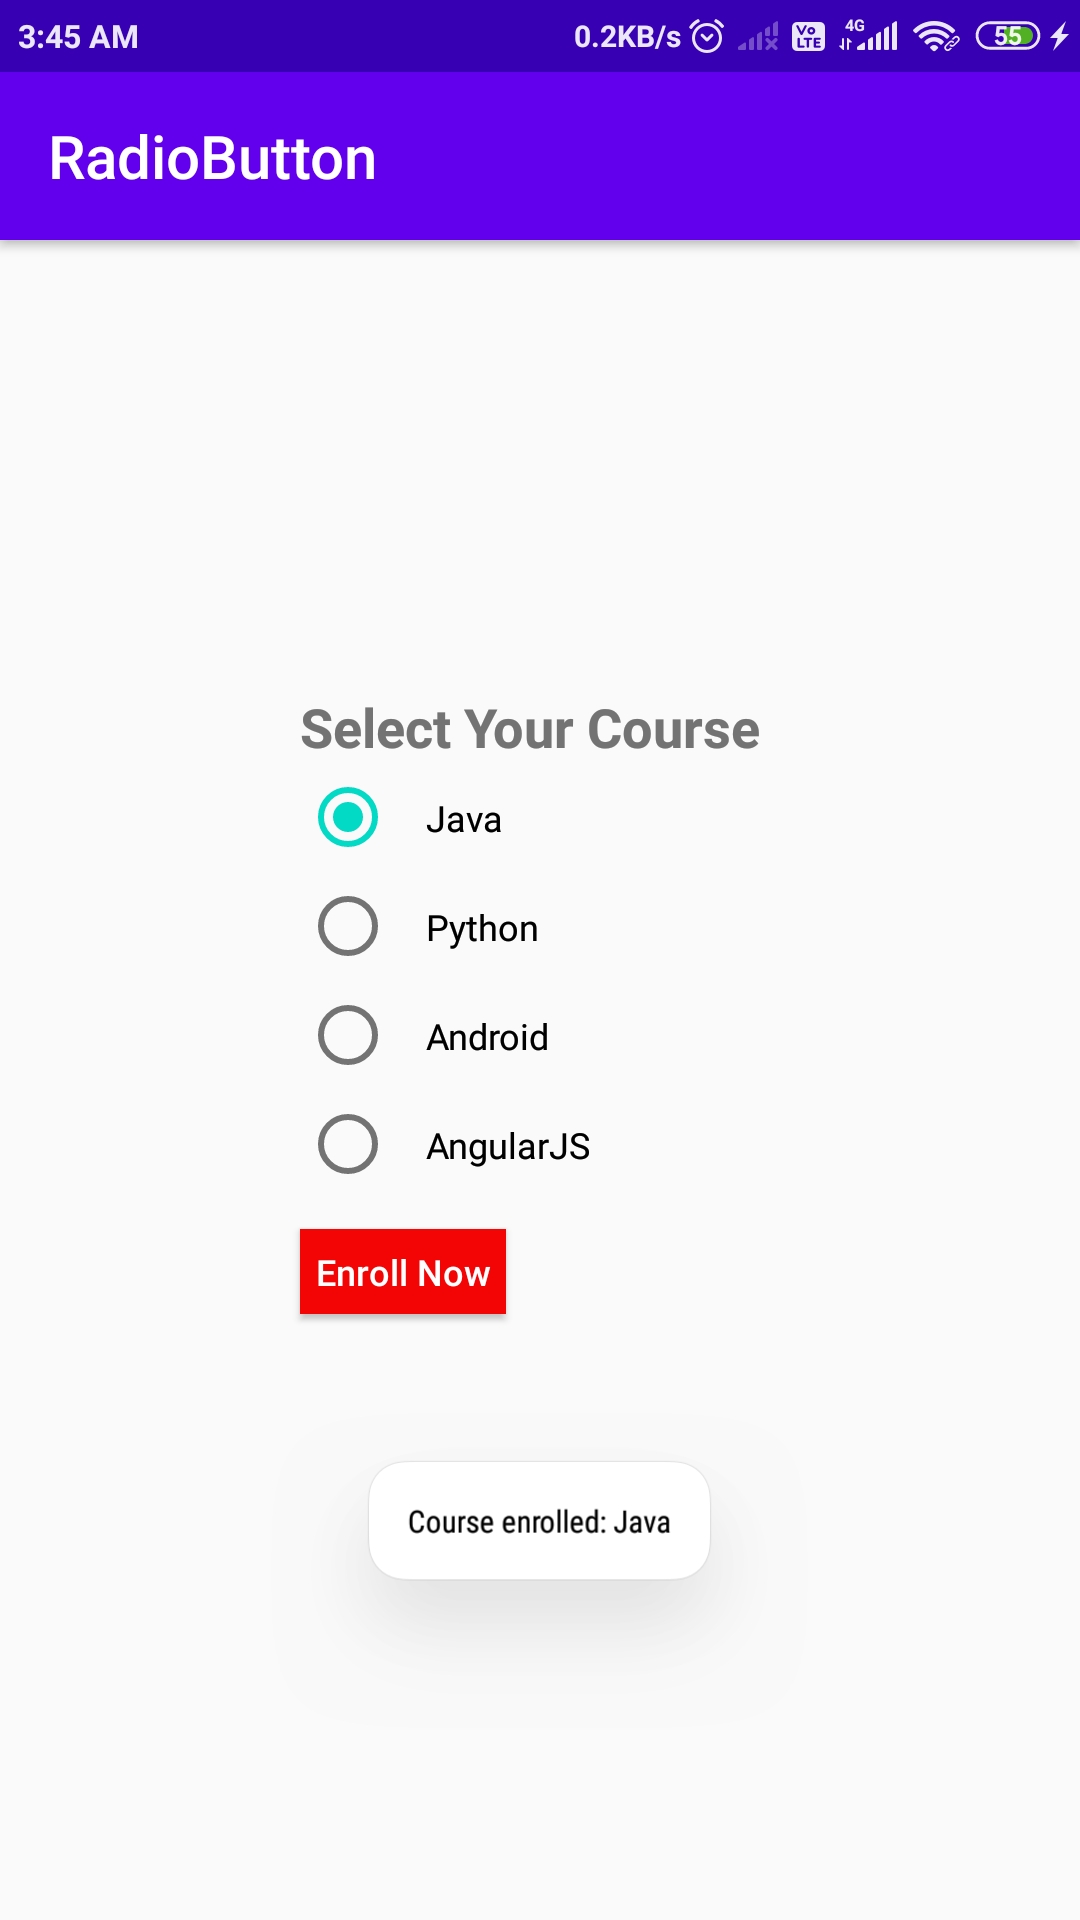 3:45 AM 0.2KB/s Vo LTE 4G 55
RadioButton
Select Your Course
Java
Python
Android
AngularJS
Enroll Now
Course enrolled: Java